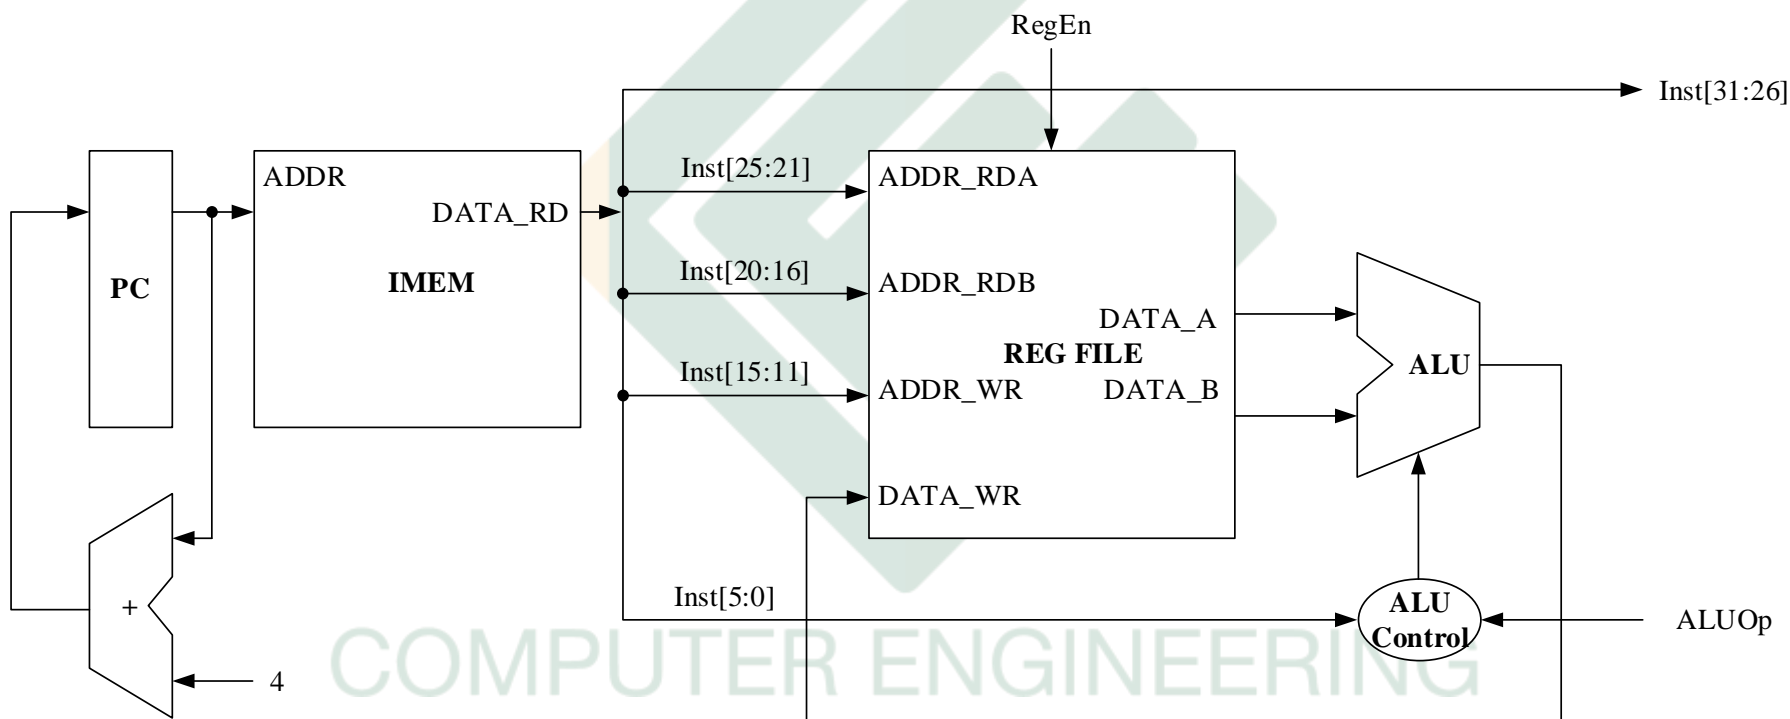 RegEn
Inst[31:26]
ADDR
DATA_RD
IMEM
PC
Inst[25:21]
Inst[20:16]
Inst[15:11]
ADDR_RDA
ADDR_RDB
DATA_A
REG FILE
ADDR_WR
DATA_B
DATA_WR
ALU
Inst[5:0]
ALU
Control
ALUOp
+
4
COMPUTER ENGINEERING